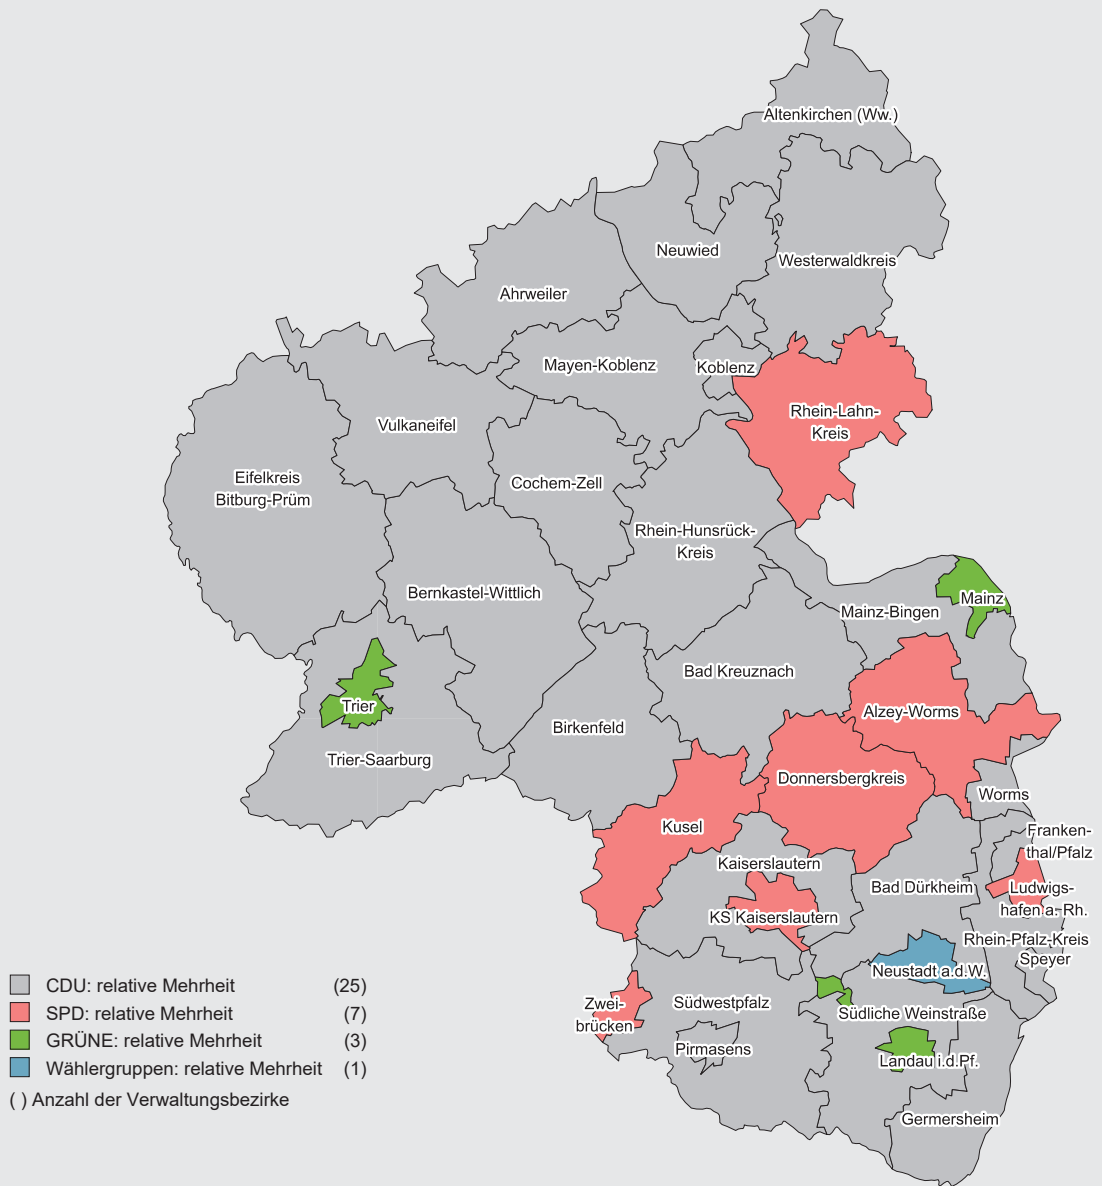 Altenkirchen (Ww.)
Neuwied
Westerwaldkreis
Ahrweiler
Mayen-Koblenz
Koblenz
Rhein-Lahn-
Kreis
Vulkaneifel
Eifelkreis
Bitburg-Prüm
Cochem-Zell
Rhein-Hunsrück-
Kreis
Bernkastel-Wittlich
Mainz
Mainz-Bingen
Bad Kreuznach
Trier
Alzey-Worms
Birkenfeld
Trier-Saarburg
Donnersbergkreis
Worms
Kusel
Franken-
thal/Pfalz
Kaiserslautern
Bad Dürkheim
Ludwigs-
hafen a. Rh.
KS Kaiserslautern
Rhein-Pfalz-Kreis
Speyer
Neustadt a.d.W.
Zwei-
brücken
Südwestpfalz
Südliche Weinstraße
Pirmasens
Landau i.d.Pf.
Germersheim
CDU: relative Mehrheit (25)
SPD: relative Mehrheit (7)
GRÜNE: relative Mehrheit (3)
Wählergruppen: relative Mehrheit (1)
( ) Anzahl der Verwaltungsbezirke